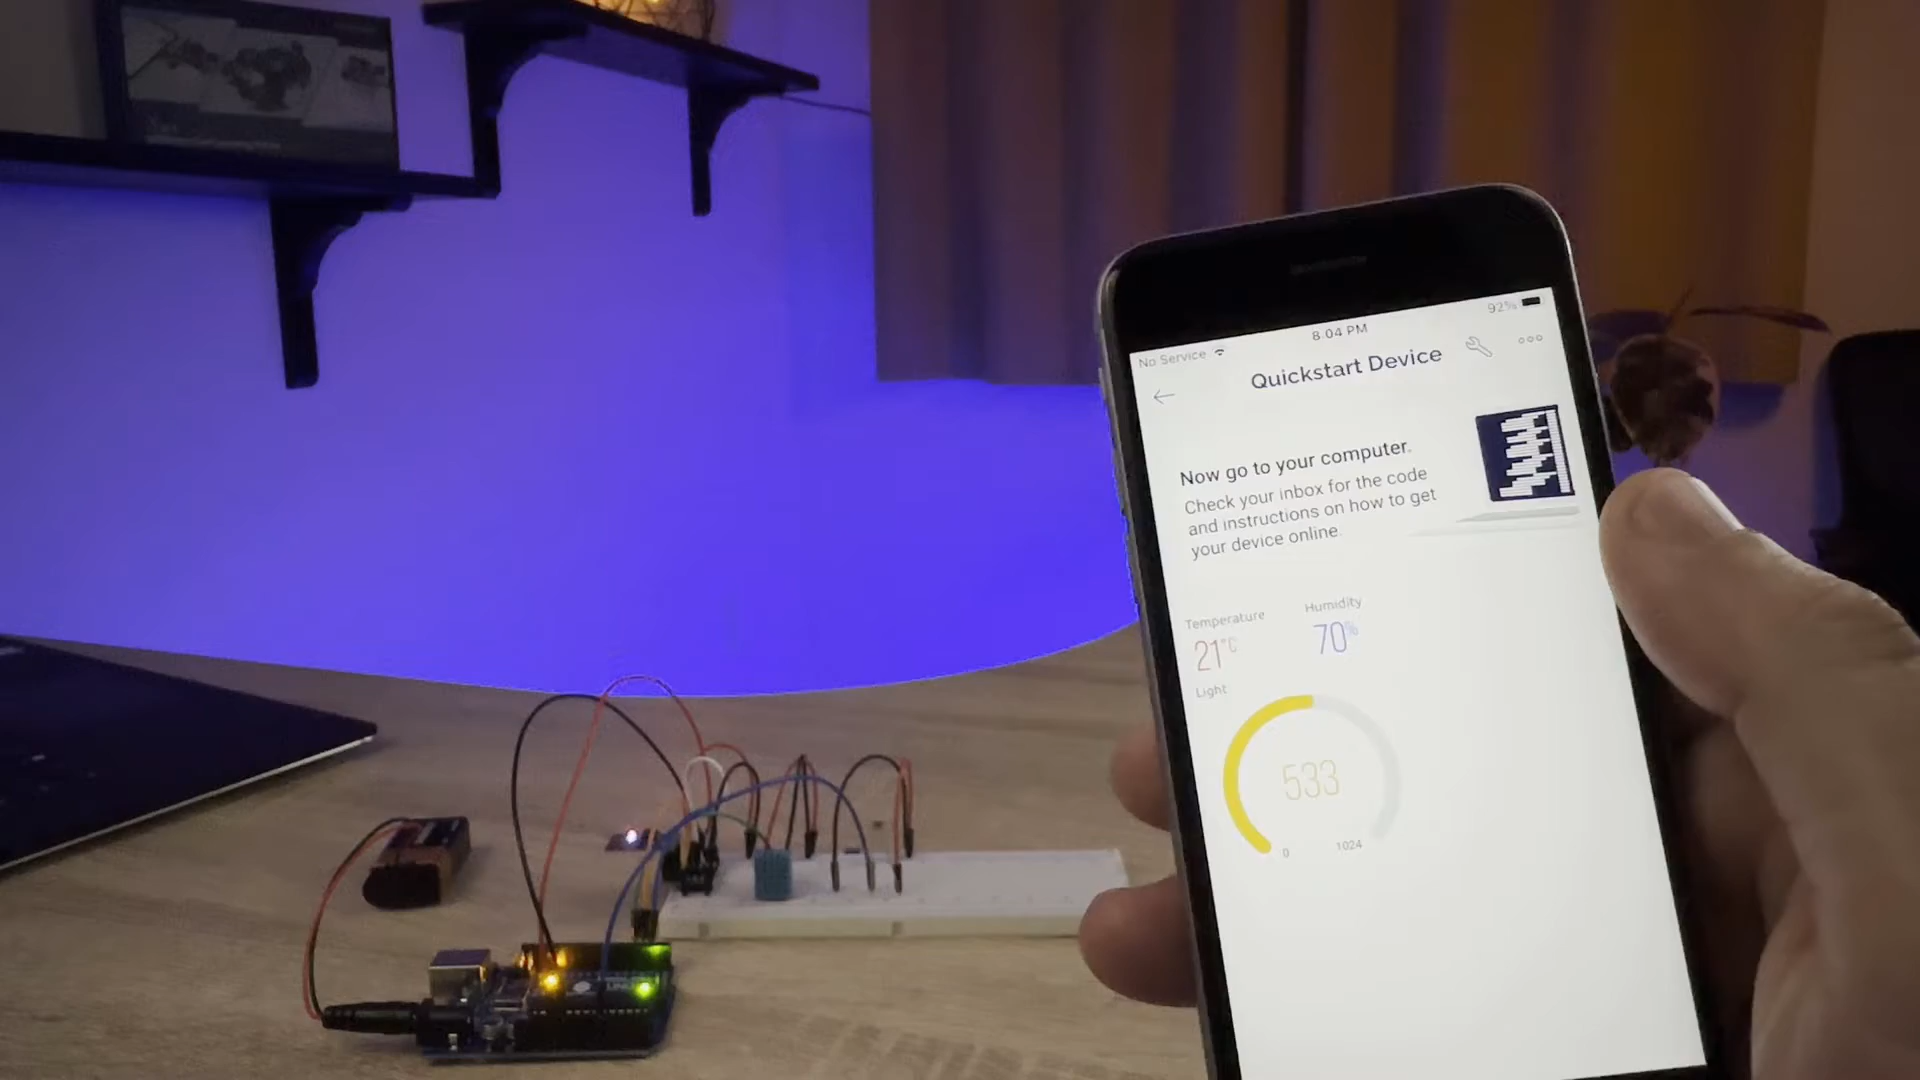 No Service
8:04 PM
92%
Quickstart Device
Now go to your computer.
Check your inbox for the code
and instructions on how to get
your device online.
Temperature
Humidity
21°C
70%
Light
533
0
1024